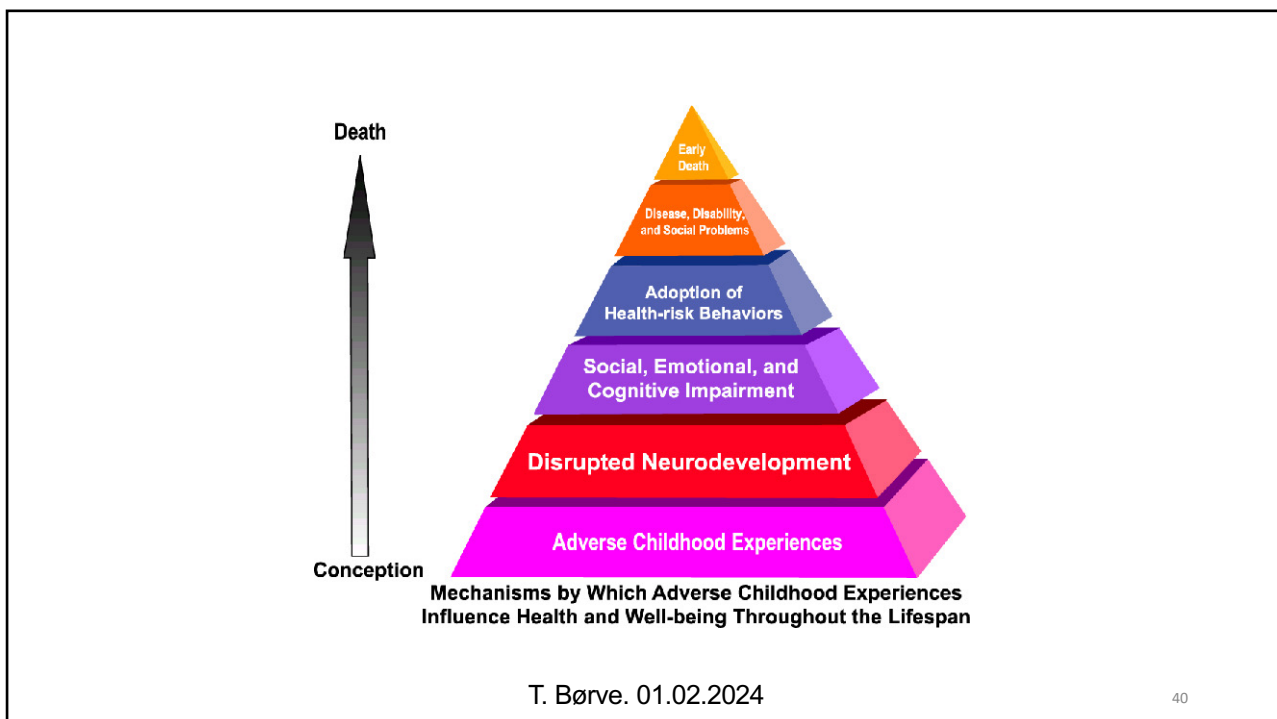 Death
Early
Death
Disease, Disability,
and Social Problems
Adoption of
Health-risk Behaviors
Social, Emotional, and
Cognitive Impairment
Disrupted Neurodevelopment
Adverse Childhood Experiences
Conception
Mechanisms by Which Adverse Childhood Experiences
Influence Health and Well-being Throughout the Lifespan
T. Børve. 01.02.2024
40